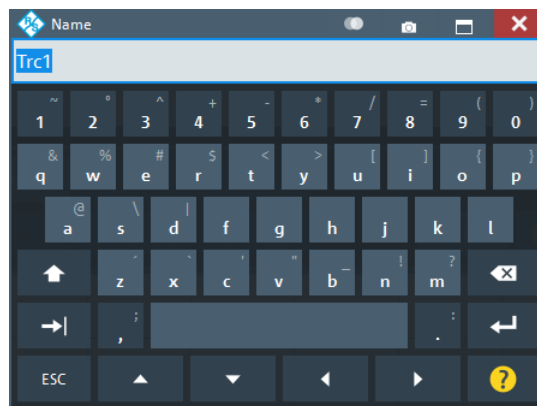 Name
Trc1
~ ° ^ + - * / = ( )
1 2 3 4 5 6 7 8 9 0
& % # $ < > [ ] { }
q w e r t y u i o p
@ \ |
a s d f g h j k l
´ ` ' " _ ! ?
z x c v b n m
; :
, .
ESC ?